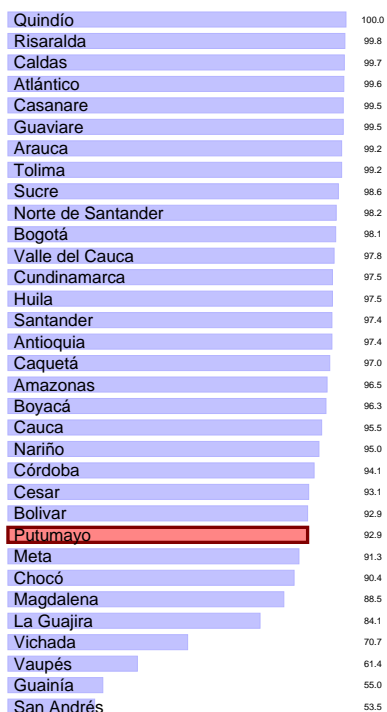 Quindío 100.0
Risaralda 99.8
Caldas 99.7
Atlántico 99.6
Casanare 99.5
Guaviare 99.5
Arauca 99.2
Tolima 99.2
Sucre 98.6
Norte de Santander 98.2
Bogotá 98.1
Valle del Cauca 97.8
Cundinamarca 97.5
Huila 97.5
Santander 97.4
Antioquia 97.4
Caquetá 97.0
Amazonas 96.5
Boyacá 96.3
Cauca 95.5
Nariño 95.0
Córdoba 94.1
Cesar 93.1
Bolivar 92.9
Putumayo 92.9
Meta 91.3
Chocó 90.4
Magdalena 88.5
La Guajira 84.1
Vichada 70.7
Vaupés 61.4
Guainía 55.0
San Andrés 53.5